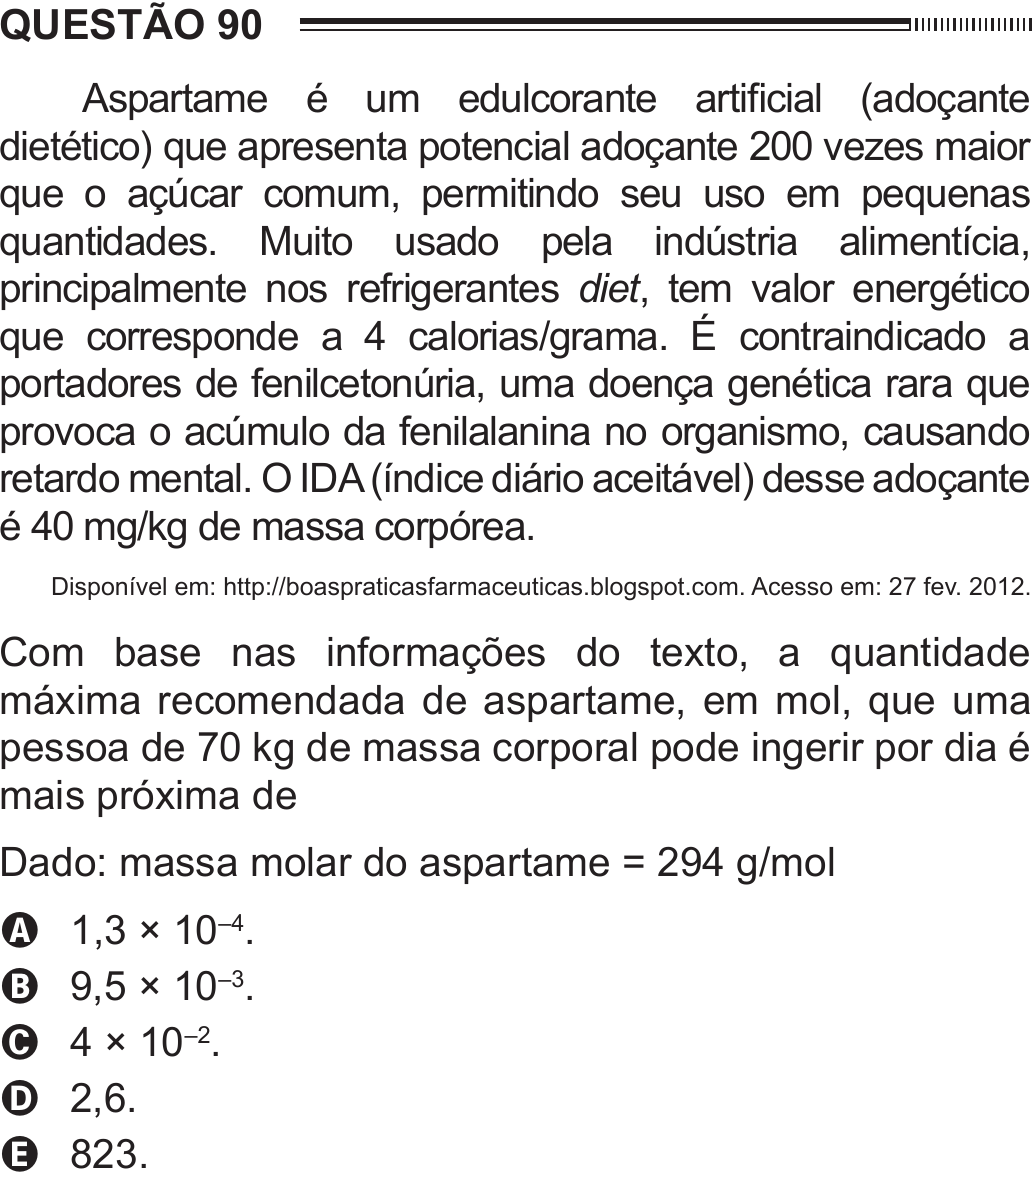 QUESTÃO 90
Aspartame é um edulcorante artificial (adoçante
dietético) que apresenta potencial adoçante 200 vezes maior
que o açúcar comum, permitindo seu uso em pequenas
quantidades. Muito usado pela indústria alimentícia,
principalmente nos refrigerantes diet, tem valor energético
que corresponde a 4 calorias/grama. É contraindicado a
portadores de fenilcetonúria, uma doença genética rara que
provoca o acúmulo da fenilalanina no organismo, causando
retardo mental. O IDA (índice diário aceitável) desse adoçante
é 40 mg/kg de massa corpórea.
Disponível em: http://boaspraticasfarmaceuticas.blogspot.com. Acesso em: 27 fev. 2012.
Com base nas informações do texto, a quantidade
máxima recomendada de aspartame, em mol, que uma
pessoa de 70 kg de massa corporal pode ingerir por dia é
mais próxima de
Dado: massa molar do aspartame = 294 g/mol
A 1,3 × 10⁻⁴.
B 9,5 × 10⁻³.
C 4 × 10⁻².
D 2,6.
E 823.